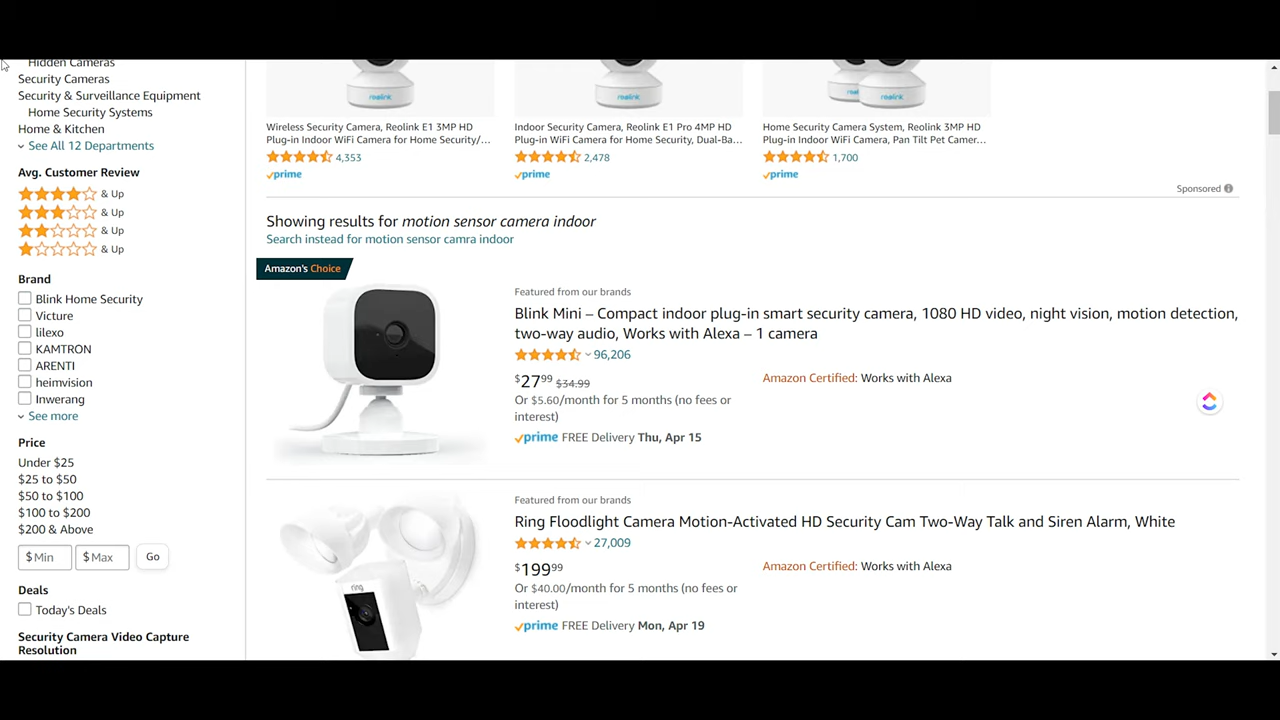 Hidden Cameras
Security Cameras
Security & Surveillance Equipment
Home Security Systems
Home & Kitchen
See All 12 Departments
Avg. Customer Review
& Up
& Up
& Up
& Up
Brand
Blink Home Security
Victure
lilexo
KAMTRON
ARENTI
heimvision
Inwerang
See more
Price
Under $25
$25 to $50
$50 to $100
$100 to $200
$200 & Above
$ Min $ Max Go
Deals
Today's Deals
Security Camera Video Capture
Resolution
reolink
Wireless Security Camera, Reolink E1 3MP HD
Plug-in Indoor WiFi Camera for Home Security/…
4,353
prime
reolink
Indoor Security Camera, Reolink E1 Pro 4MP HD
Plug-in WiFi Camera for Home Security, Dual-Ba…
2,478
prime
reolink
Home Security Camera System, Reolink 3MP HD
Plug-in Indoor WiFi Camera, Pan Tilt Pet Camer…
1,700
prime
Sponsored
Showing results for motion sensor camera indoor
Search instead for motion sensor camra indoor
Amazon's Choice
Featured from our brands
Blink Mini – Compact indoor plug-in smart security camera, 1080 HD video, night vision, motion detection,
two-way audio, Works with Alexa – 1 camera
96,206
$2799 $34.99
Or $5.60/month for 5 months (no fees or
interest)
prime FREE Delivery Thu, Apr 15
Amazon Certified: Works with Alexa
Featured from our brands
Ring Floodlight Camera Motion-Activated HD Security Cam Two-Way Talk and Siren Alarm, White
27,009
$19999
Or $40.00/month for 5 months (no fees or
interest)
prime FREE Delivery Mon, Apr 19
Amazon Certified: Works with Alexa
ring